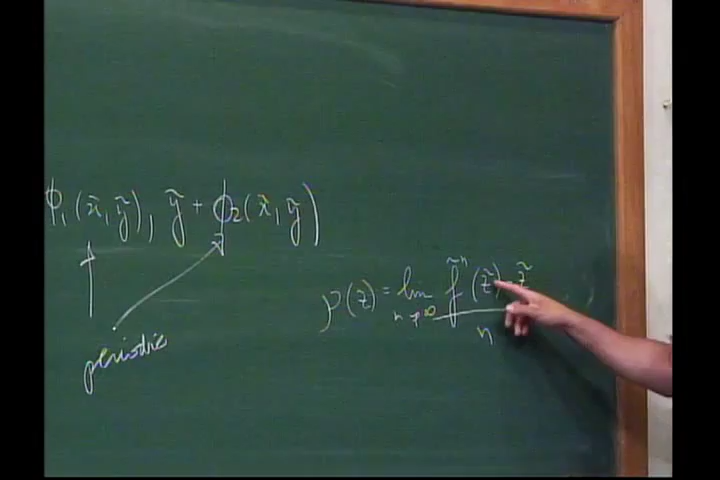 ϕ₁(x̃, ỹ), ỹ + ϕ₂(x̃, ỹ))
periodic
ρ(z) = lim n→∞ f̃ⁿ(z̃) - z̃ / n